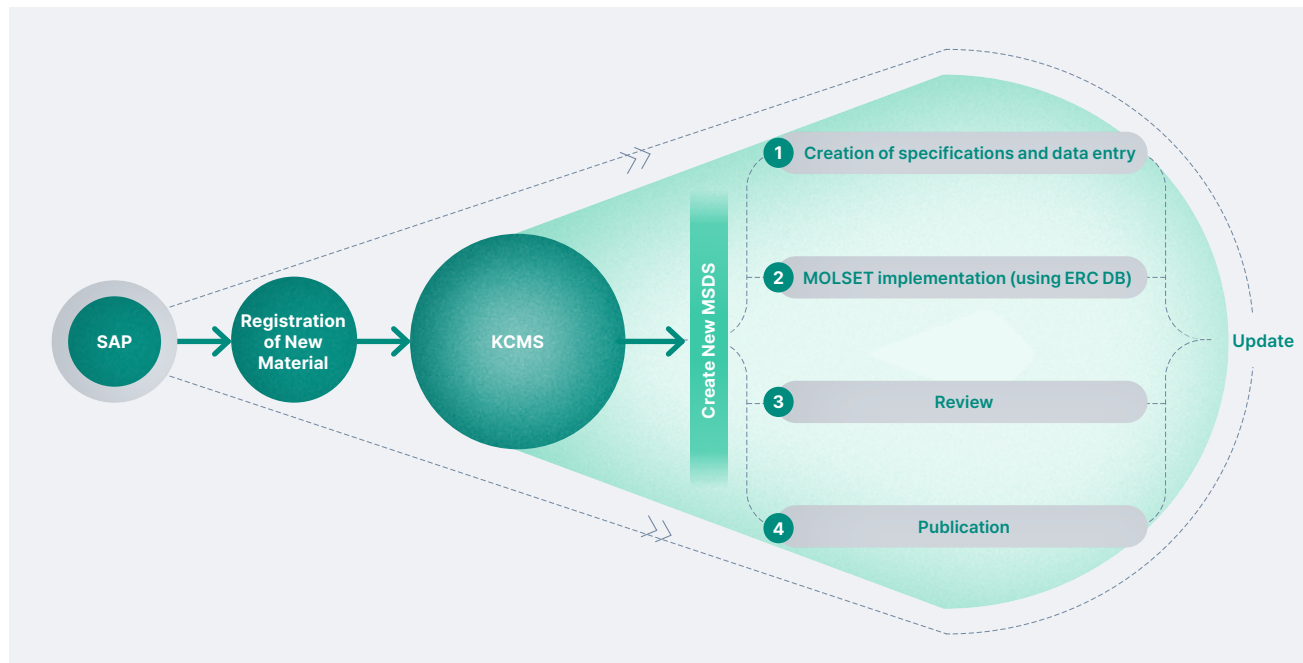 SAP
Registration
of New
Material
KCMS
Create New MSDS
1 Creation of specifications and data entry
2 MOLSET implementation (using ERC DB)
3 Review
4 Publication
Update